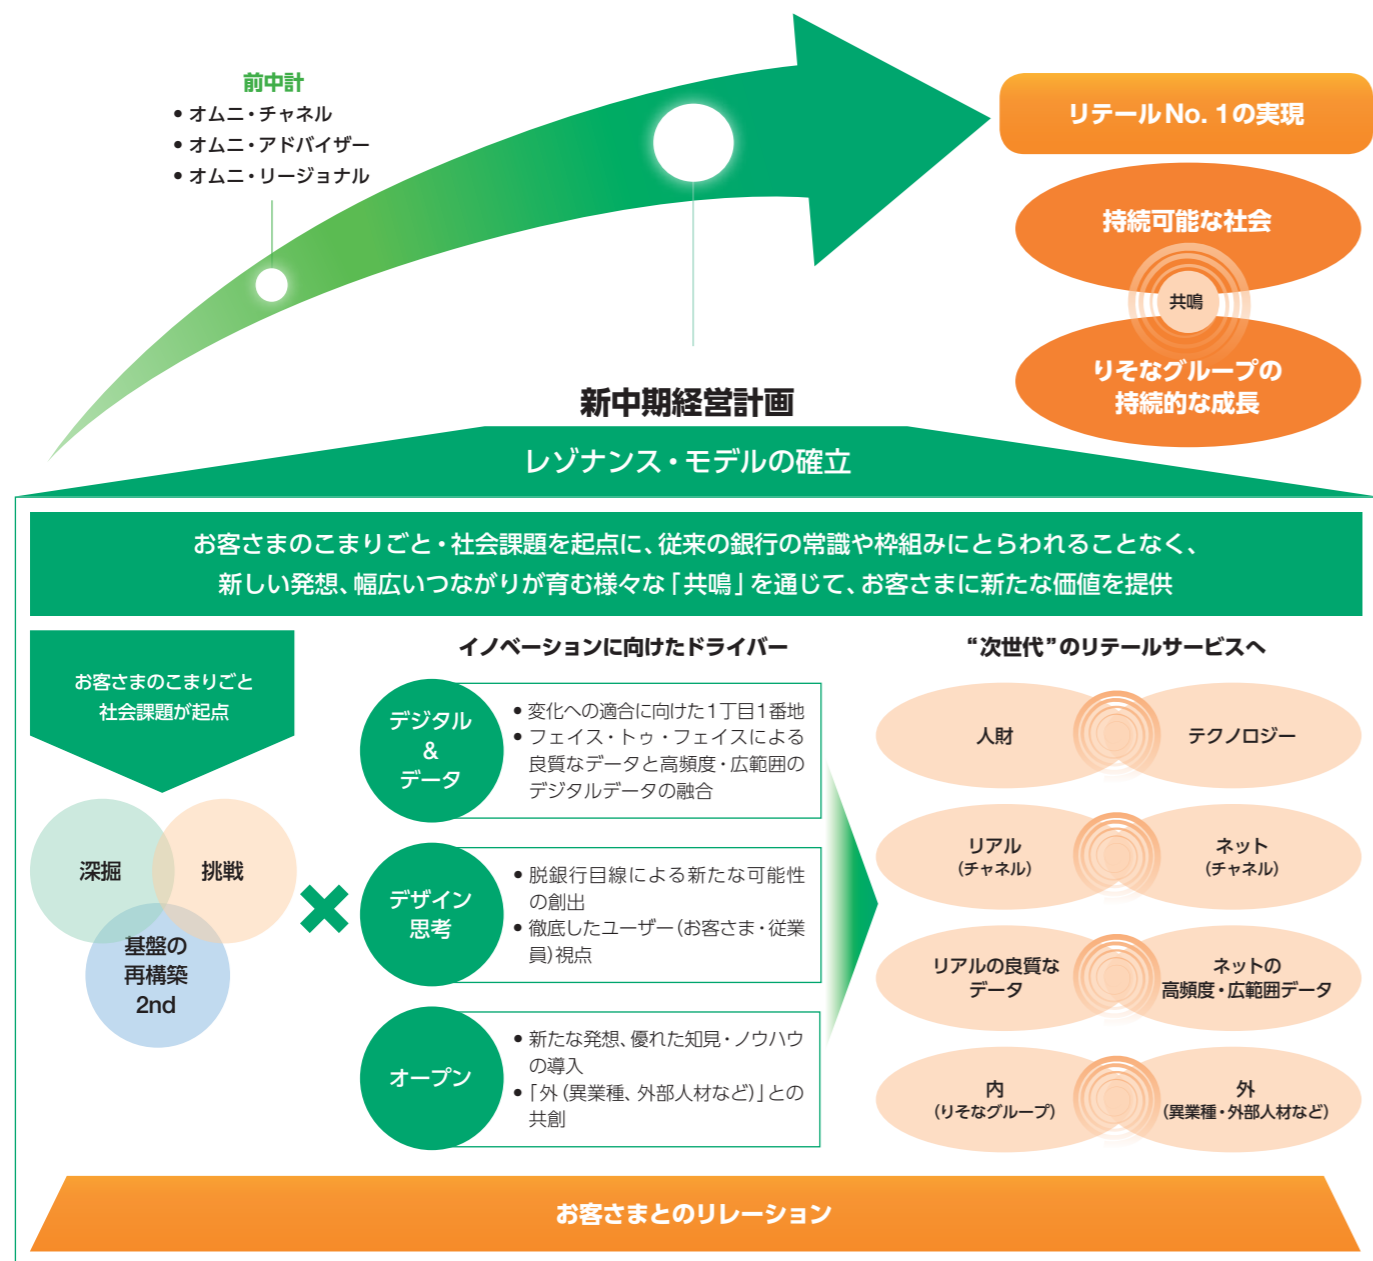 前中計
• オムニ・チャネル
• オムニ・アドバイザー
• オムニ・リージョナル
リテールNo. 1の実現
持続可能な社会
共鳴
りそなグループの
持続的な成長
新中期経営計画
レゾナンス・モデルの確立
お客さまのこまりごと・社会課題を起点に、従来の銀行の常識や枠組みにとらわれることなく、
新しい発想、幅広いつながりが育む様々な「共鳴」を通じて、お客さまに新たな価値を提供
お客さまのこまりごと
社会課題が起点
深掘
挑戦
基盤の
再構築
2nd
イノベーションに向けたドライバー
デジタル
&
データ
• 変化への適合に向けた1丁目1番地
• フェイス・トゥ・フェイスによる
良質なデータと高頻度・広範囲の
デジタルデータの融合
デザイン
思考
• 脱銀行目線による新たな可能性
の創出
• 徹底したユーザー(お客さま・従業
員)視点
オープン
• 新たな発想、優れた知見・ノウハウ
の導入
• 「外(異業種、外部人材など)」との
共創
“次世代”のリテールサービスへ
人財
テクノロジー
リアル
(チャネル)
ネット
(チャネル)
リアルの良質な
データ
ネットの
高頻度・広範囲データ
内
(りそなグループ)
外
(異業種・外部人材など)
お客さまとのリレーション